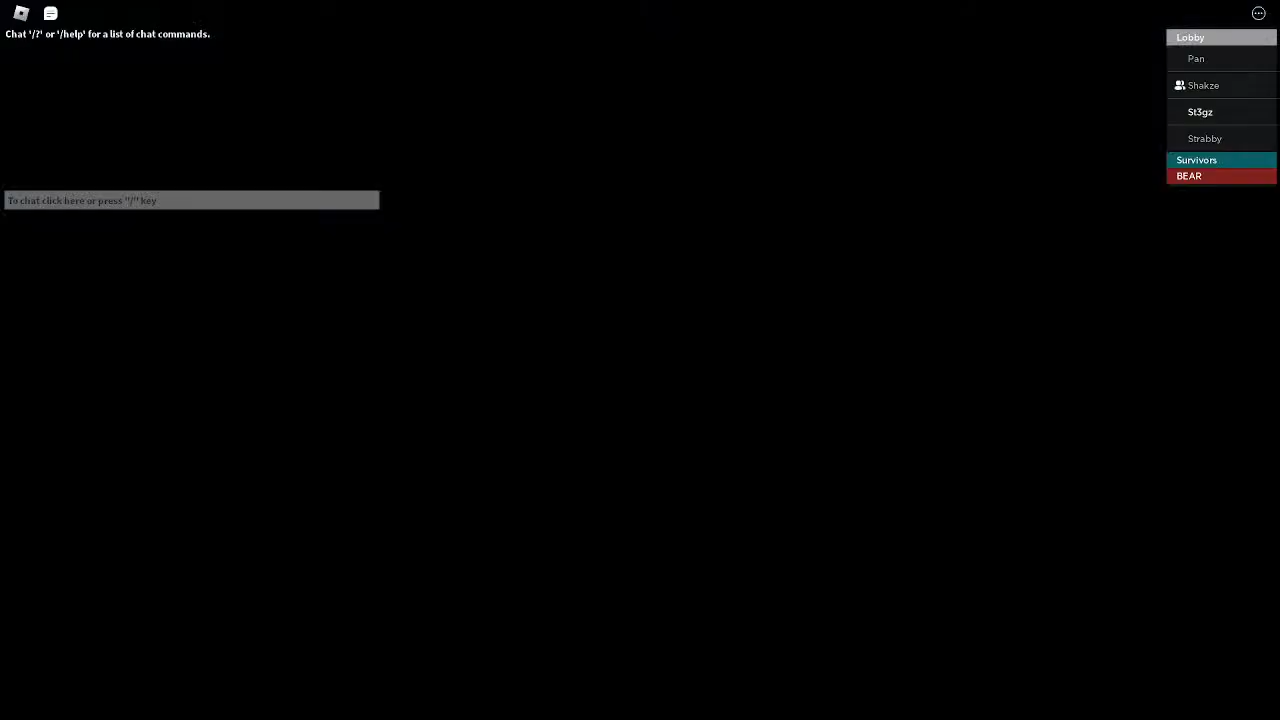 Chat '/?' or '/help' for a list of chat commands.
To chat click here or press "/" key
Lobby
Pan
Shakze
St3gz
Strabby
Survivors
BEAR